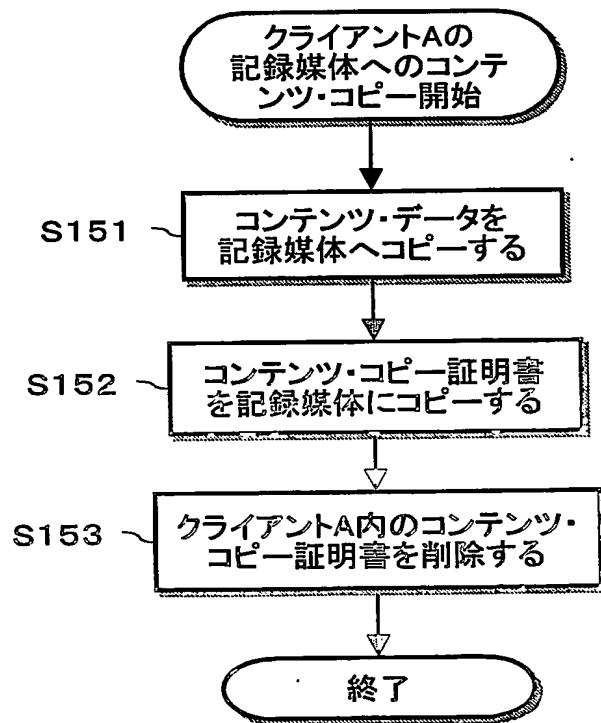 クライアントAの
記録媒体へのコンテ
ンツ・コピー開始
S151
コンテンツ・データを
記録媒体へコピーする
S152
コンテンツ・コピー証明書
を記録媒体にコピーする
S153
クライアントA内のコンテンツ・
コピー証明書を削除する
終了